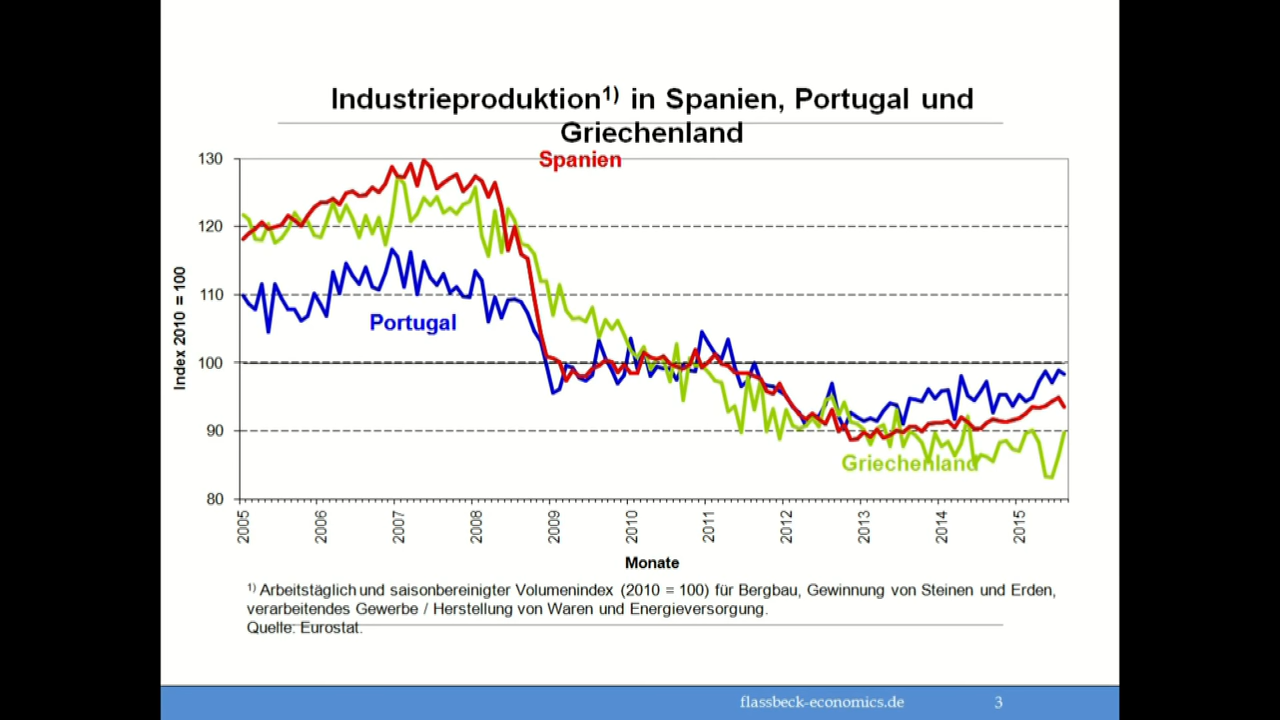 Industrieproduktion¹⁾ in Spanien, Portugal und
Griechenland
Spanien
Portugal
Griechenland
Index 2010 = 100
130
120
110
100
90
80
2005 2006 2007 2008 2009 2010 2011 2012 2013 2014 2015
Monate
¹⁾ Arbeitstäglich und saisonbereinigter Volumenindex (2010 = 100) für Bergbau, Gewinnung von Steinen und Erden,
verarbeitendes Gewerbe / Herstellung von Waren und Energieversorgung.
Quelle: Eurostat.
flassbeck-economics.de 3